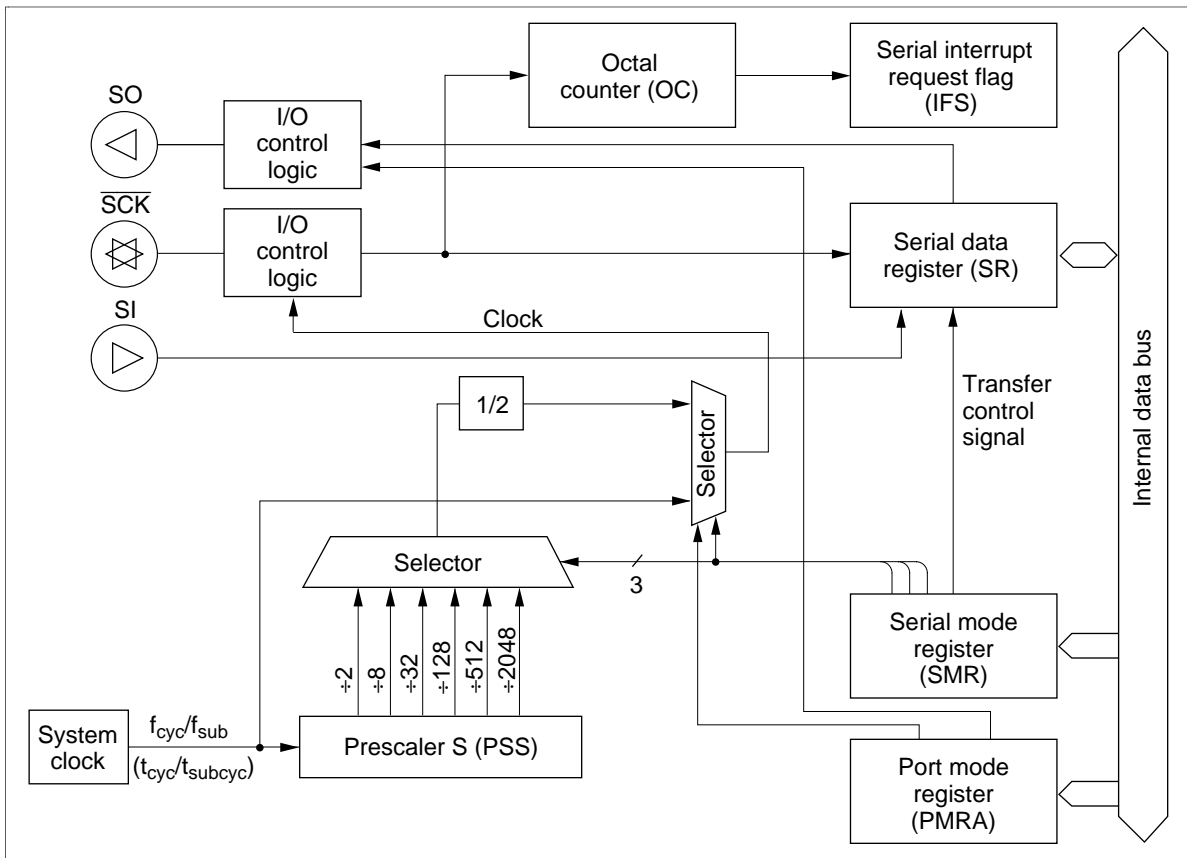 Octal
counter (OC)
Serial interrupt
request flag
(IFS)
SO
I/O
control
logic
SCK
I/O
control
logic
Serial data
register (SR)
SI
Clock
Transfer
control
signal
Internal data bus
1/2
Selector
Selector
3
÷2
÷8
÷32
÷128
÷512
÷2048
Serial mode
register
(SMR)
System
clock
fcyc/fsub
(tcyc/tsubcyc)
Prescaler S (PSS)
Port mode
register
(PMRA)